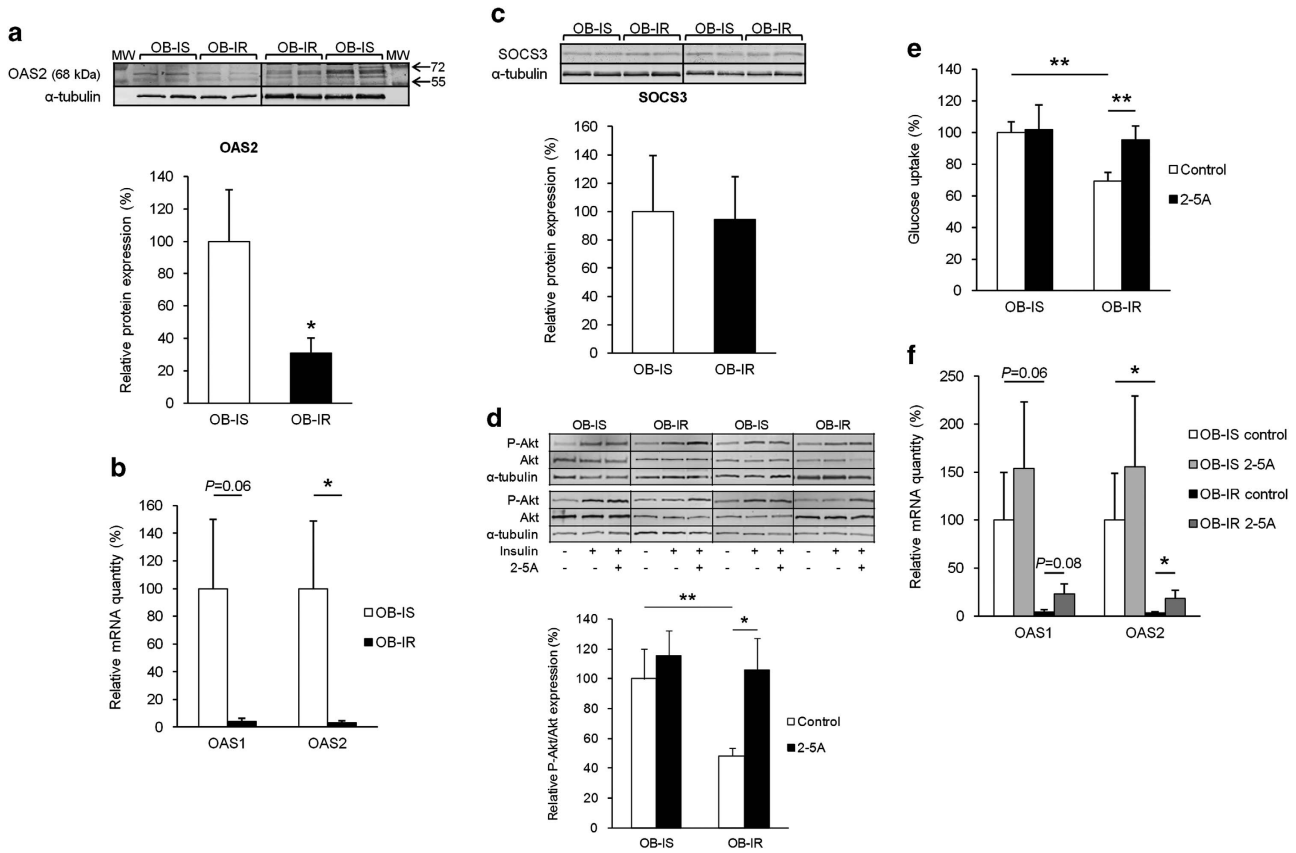 a
OB-IS OB-IR OB-IR OB-IS
MW MW
OAS2 (68 kDa) 72
α-tubulin 55
OAS2
Relative protein expression (%)
140
120
100
80
60
40
20
0
*
OB-IS OB-IR
b
P=0.06 *
Relative mRNA quantity (%)
160
140
120
100
80
60
40
20
0
OB-IS
OB-IR
OAS1 OAS2
c
OB-IS OB-IR OB-IS OB-IR
SOCS3
α-tubulin
SOCS3
Relative protein expression (%)
160
140
120
100
80
60
40
20
0
OB-IS OB-IR
d
OB-IS OB-IR OB-IS OB-IR
P-Akt
Akt
α-tubulin
P-Akt
Akt
α-tubulin
Insulin - + + - + + - + + - + +
2-5A - - + - - + - - + - - +
Relative P-Akt/Akt expression (%)
140
120
100
80
60
40
20
0
**
*
Control
2-5A
OB-IS OB-IR
e
Glucose uptake (%)
140
120
100
80
60
40
20
0
**
**
Control
2-5A
OB-IS OB-IR
f
Relative mRNA quantity (%)
250
200
150
100
50
0
P=0.06 *
P=0.08 *
OB-IS control
OB-IS 2-5A
OB-IR control
OB-IR 2-5A
OAS1 OAS2